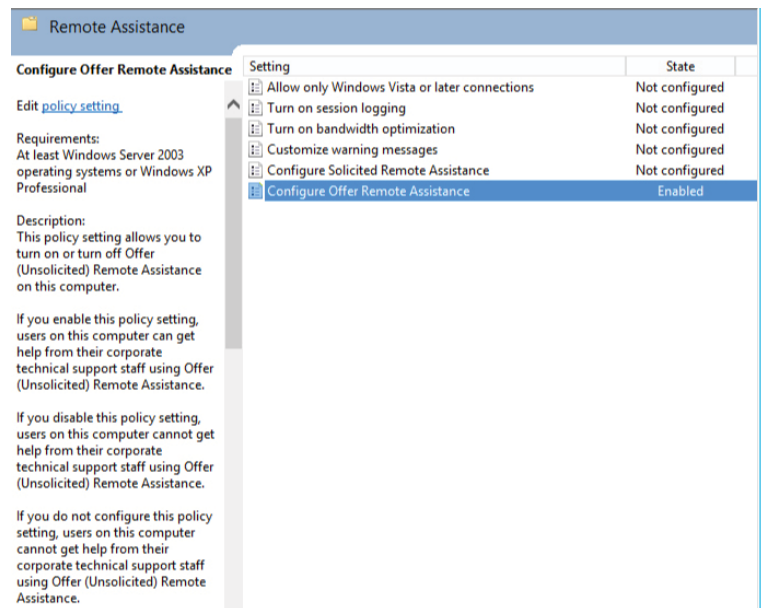 Remote Assistance
Configure Offer Remote Assistance
Edit policy setting
Requirements:
At least Windows Server 2003
operating systems or Windows XP
Professional
Description:
This policy setting allows you to
turn on or turn off Offer
(Unsolicited) Remote Assistance
on this computer.
If you enable this policy setting,
users on this computer can get
help from their corporate
technical support staff using Offer
(Unsolicited) Remote Assistance.
If you disable this policy setting,
users on this computer cannot get
help from their corporate
technical support staff using Offer
(Unsolicited) Remote Assistance.
If you do not configure this policy
setting, users on this computer
cannot get help from their
corporate technical support staff
using Offer (Unsolicited) Remote
Assistance.
Setting State
Allow only Windows Vista or later connections Not configured
Turn on session logging Not configured
Turn on bandwidth optimization Not configured
Customize warning messages Not configured
Configure Solicited Remote Assistance Not configured
Configure Offer Remote Assistance Enabled